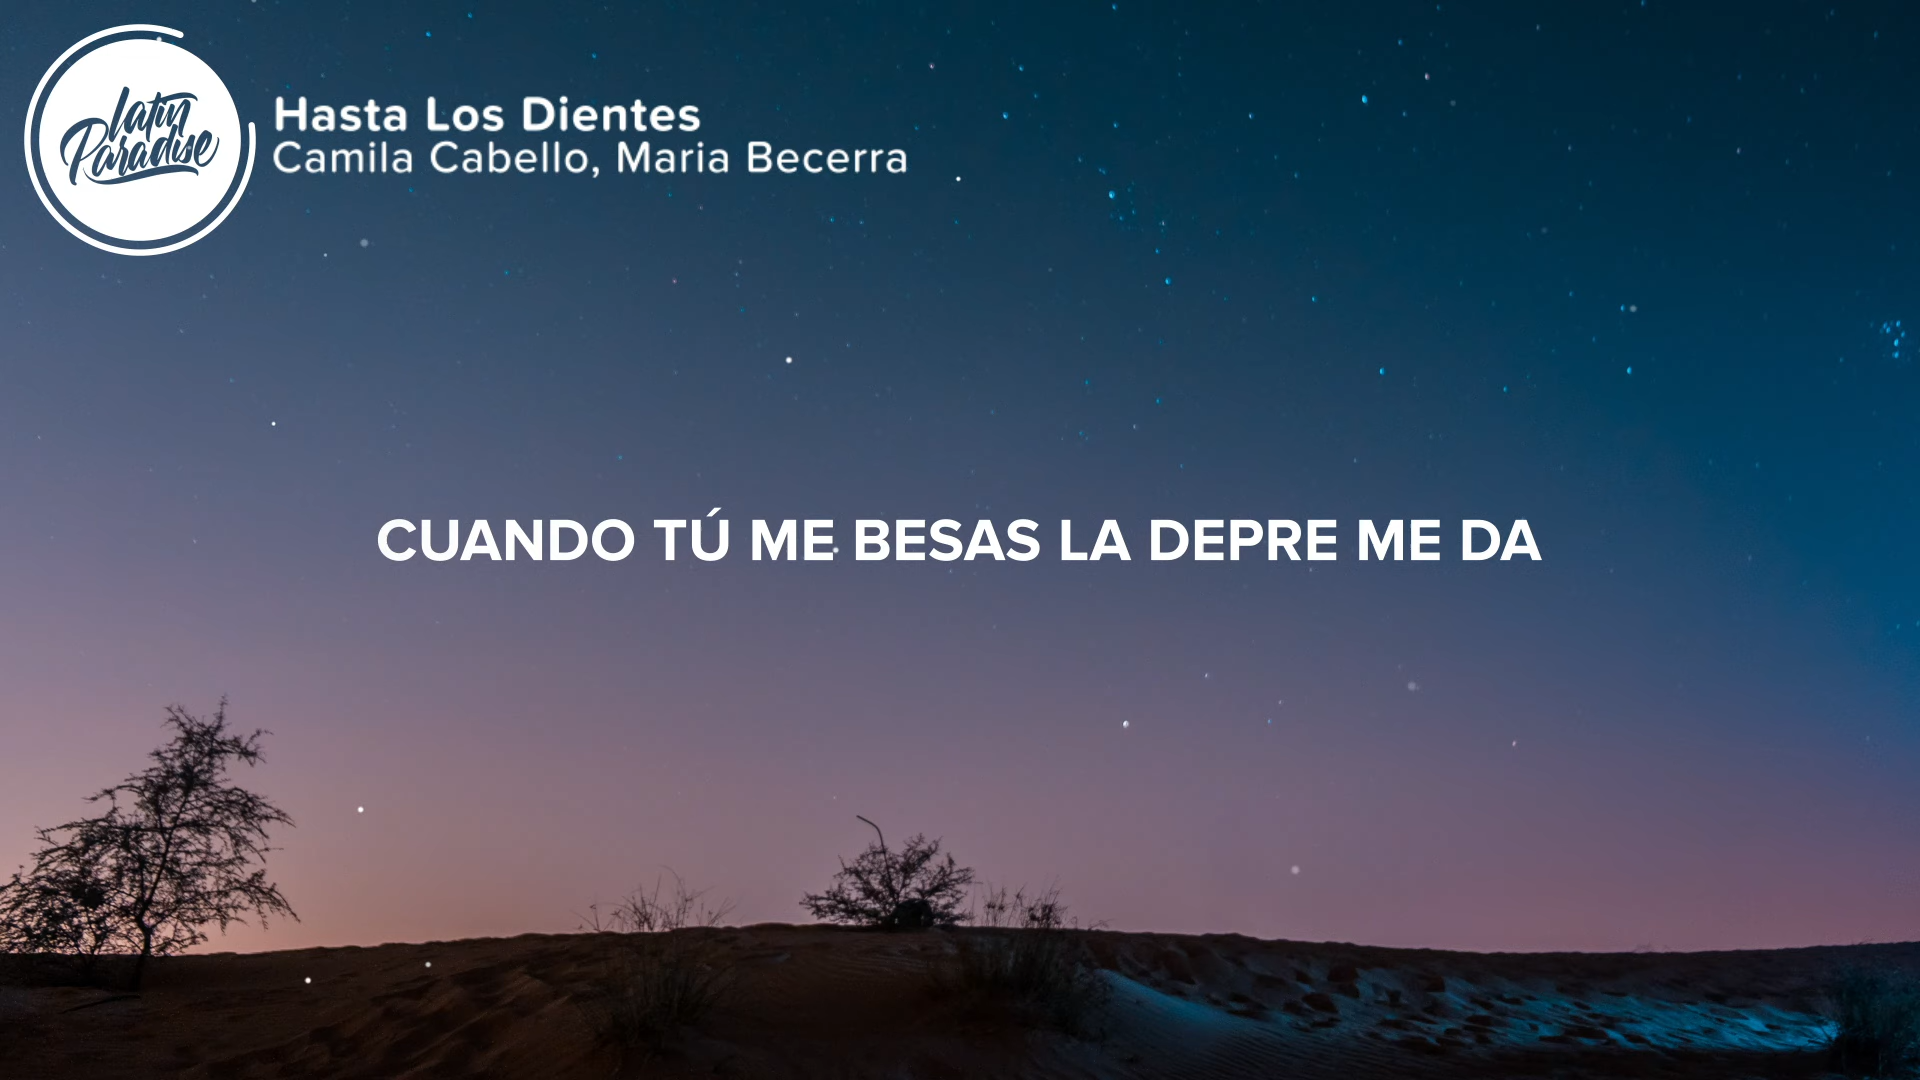 latin
Paradise
Hasta Los Dientes
Camila Cabello, Maria Becerra
CUANDO TÚ ME BESAS LA DEPRE ME DA